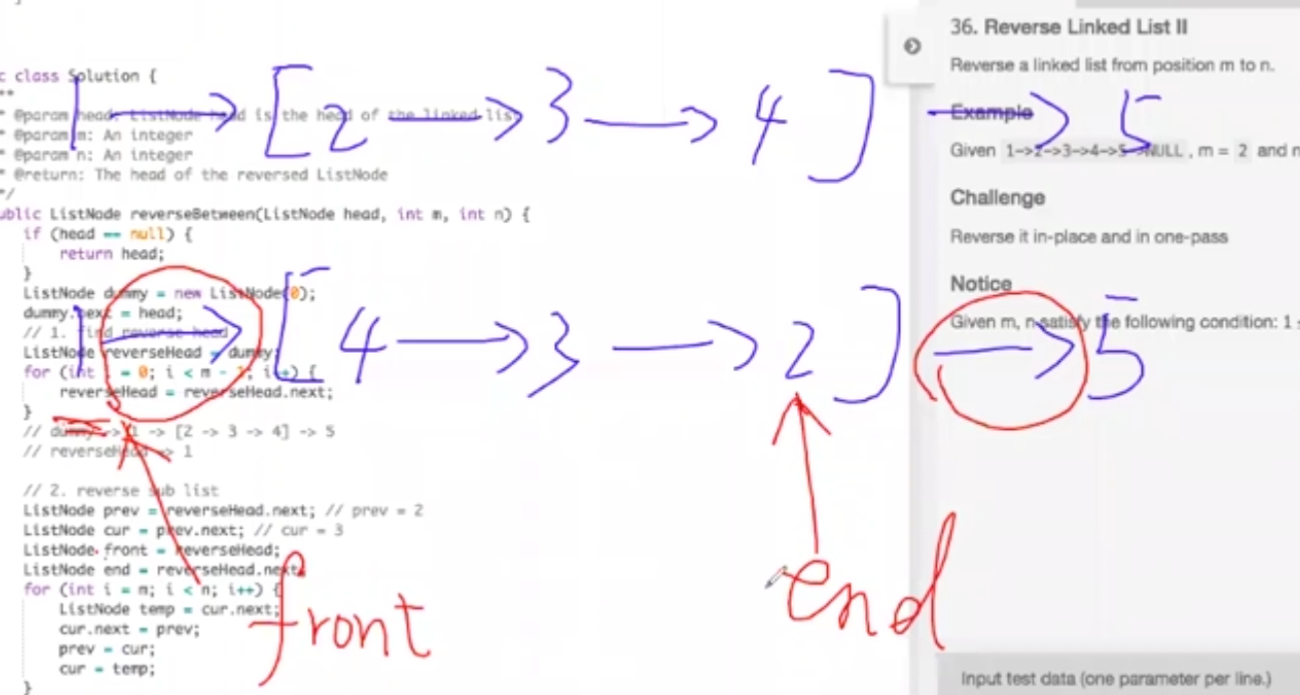 c class Solution {
**
* @param head: ListNode head is the head of the linked lis
* @param m: An integer
* @param n: An integer
* @return: The head of the reversed ListNode
*/
ublic ListNode reverseBetween(ListNode head, int m, int n) {
if (head == null) {
return head;
}
ListNode dummy = new ListNode(0);
dummy.next = head;
// 1. find reverse head
ListNode reverseHead = dummy;
for (int i = 0; i < m - 1; i++) {
reverseHead = reverseHead.next;
}
// dummy -> 1 -> [2 -> 3 -> 4] -> 5
// reverseHead -> 1
// 2. reverse sub list
ListNode prev = reverseHead.next; // prev = 2
ListNode cur = prev.next; // cur = 3
ListNode front = reverseHead;
ListNode end = reverseHead.next;
for (int i = m; i < n; i++) {
ListNode temp = cur.next;
cur.next = prev;
prev = cur;
cur = temp;
}
1 → [2 → 3 → 4] → 5
1 → [4 → 3 → 2] → 5
front
end
36. Reverse Linked List II
Reverse a linked list from position m to n.
Example
Given 1->2->3->4->5->NULL, m = 2 and n
Challenge
Reverse it in-place and in one-pass
Notice
Given m, n satisfy the following condition: 1
Input test data (one parameter per line.)